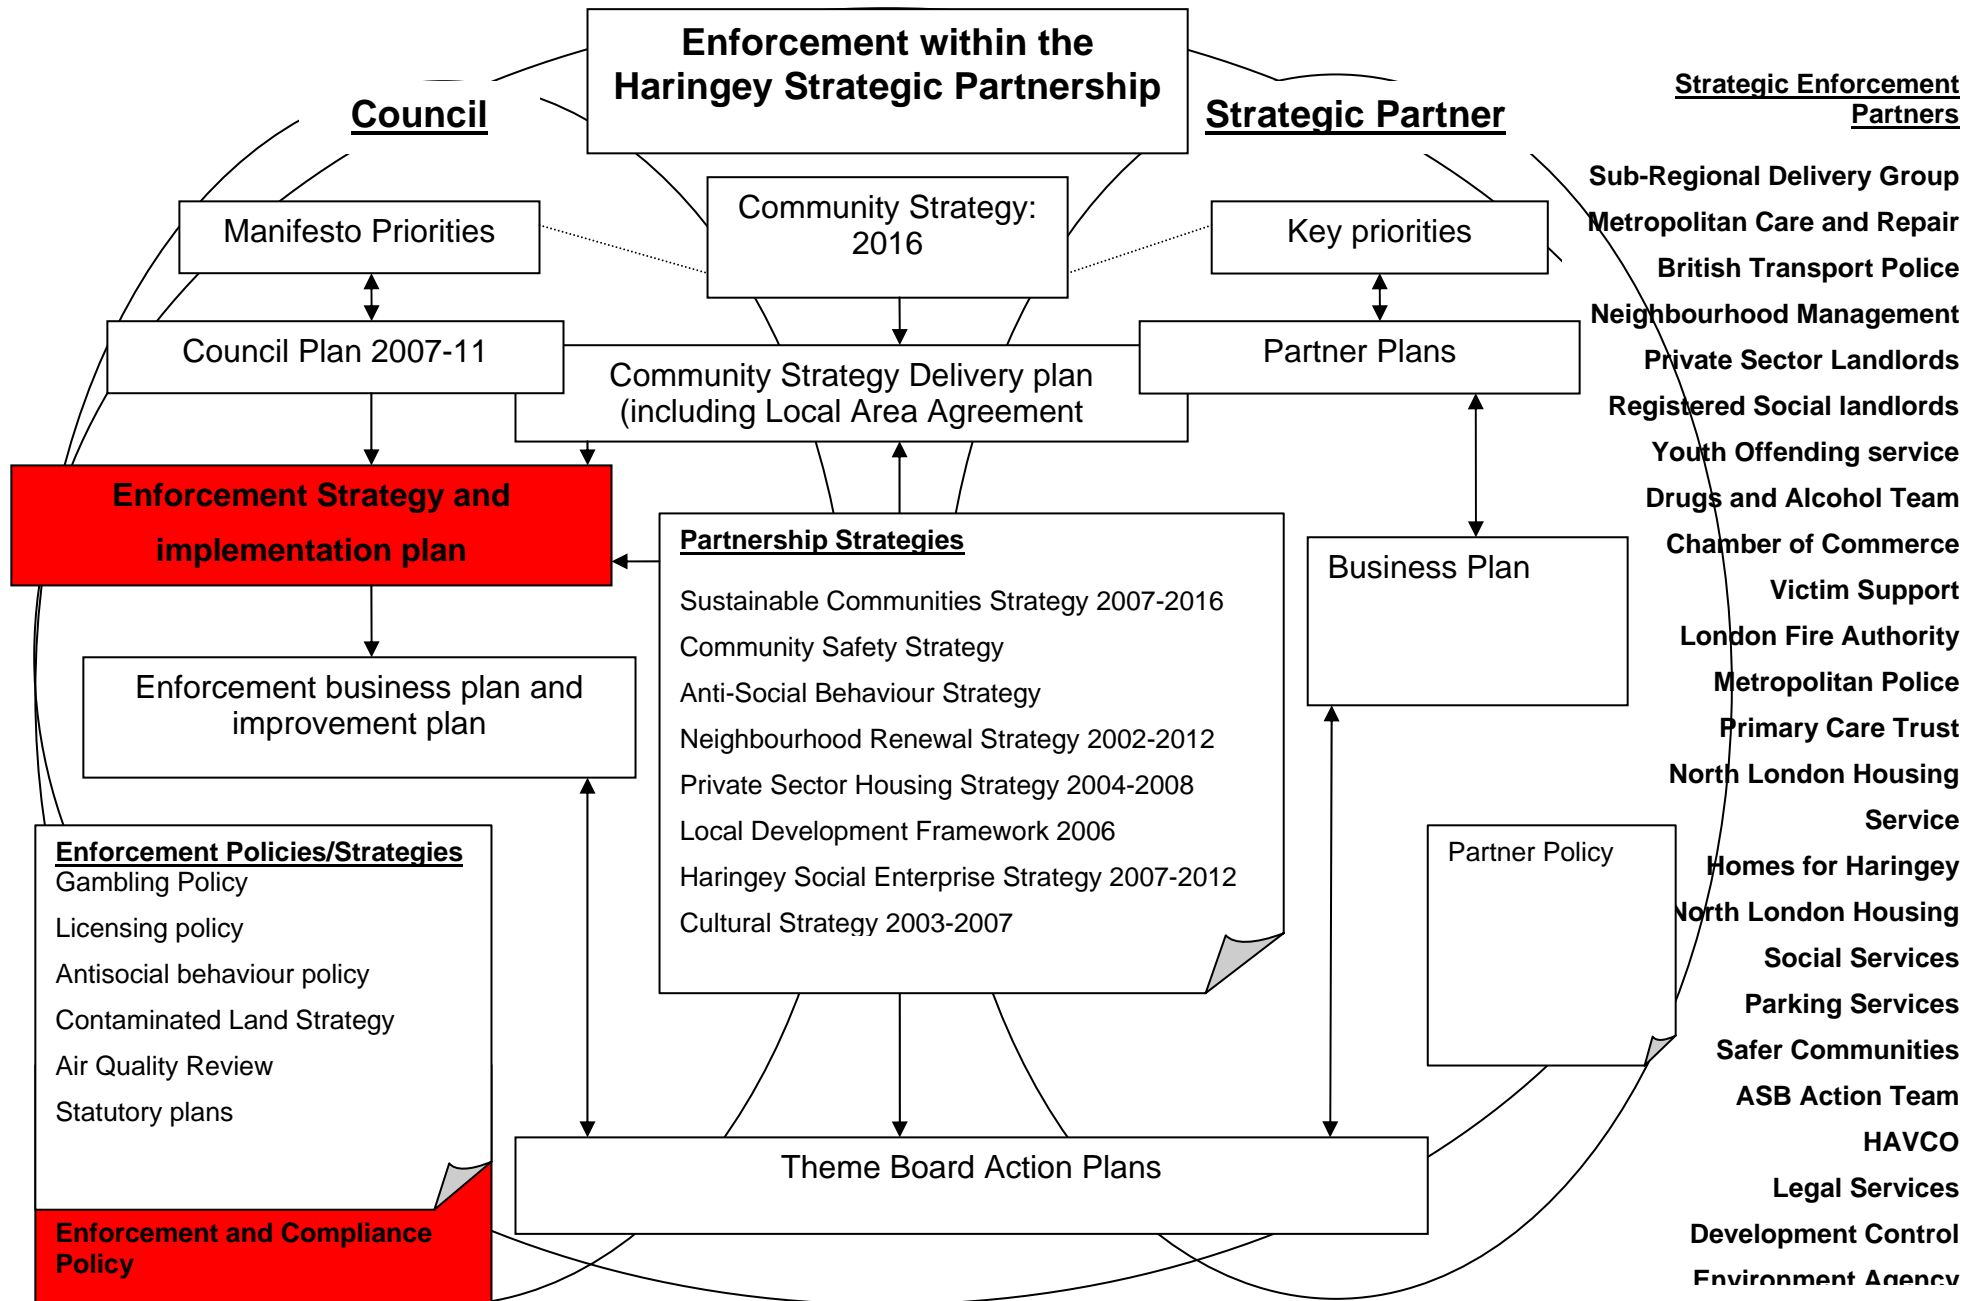 Enforcement within the
Haringey Strategic Partnership
Council
Strategic Partner
Manifesto Priorities
Community Strategy:
2016
Key priorities
Council Plan 2007-11
Community Strategy Delivery plan
(including Local Area Agreement
Partner Plans
Enforcement Strategy and
implementation plan
Partnership Strategies
Sustainable Communities Strategy 2007-2016
Community Safety Strategy
Anti-Social Behaviour Strategy
Neighbourhood Renewal Strategy 2002-2012
Private Sector Housing Strategy 2004-2008
Local Development Framework 2006
Haringey Social Enterprise Strategy 2007-2012
Cultural Strategy 2003-2007
Business Plan
Enforcement business plan and
improvement plan
Enforcement Policies/Strategies
Gambling Policy
Licensing policy
Antisocial behaviour policy
Contaminated Land Strategy
Air Quality Review
Statutory plans
Enforcement and Compliance
Policy
Partner Policy
Theme Board Action Plans
Strategic Enforcement
Partners
Sub-Regional Delivery Group
Metropolitan Care and Repair
British Transport Police
Neighbourhood Management
Private Sector Landlords
Registered Social landlords
Youth Offending service
Drugs and Alcohol Team
Chamber of Commerce
Victim Support
London Fire Authority
Metropolitan Police
Primary Care Trust
North London Housing
Service
Homes for Haringey
North London Housing
Social Services
Parking Services
Safer Communities
ASB Action Team
HAVCO
Legal Services
Development Control
Environment Agency